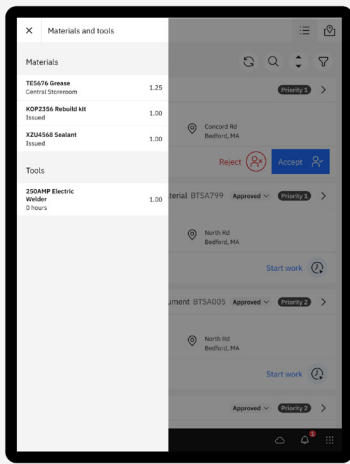 Materials and tools
Materials
TE5676 Grease
Central Storeroom
1.25
KOP2356 Rebuild kit
Issued
1.00
XZU4568 Sealant
Issued
1.00
Tools
250AMP Electric
Welder
0 hours
1.00
Priority 1
Concord Rd
Bedford, MA
Reject
Accept
terial BTSA799 Approved Priority 1
North Rd
Bedford, MA
Start work
ument BTSA005 Approved Priority 2
North Rd
Bedford, MA
Start work
Approved Priority 2